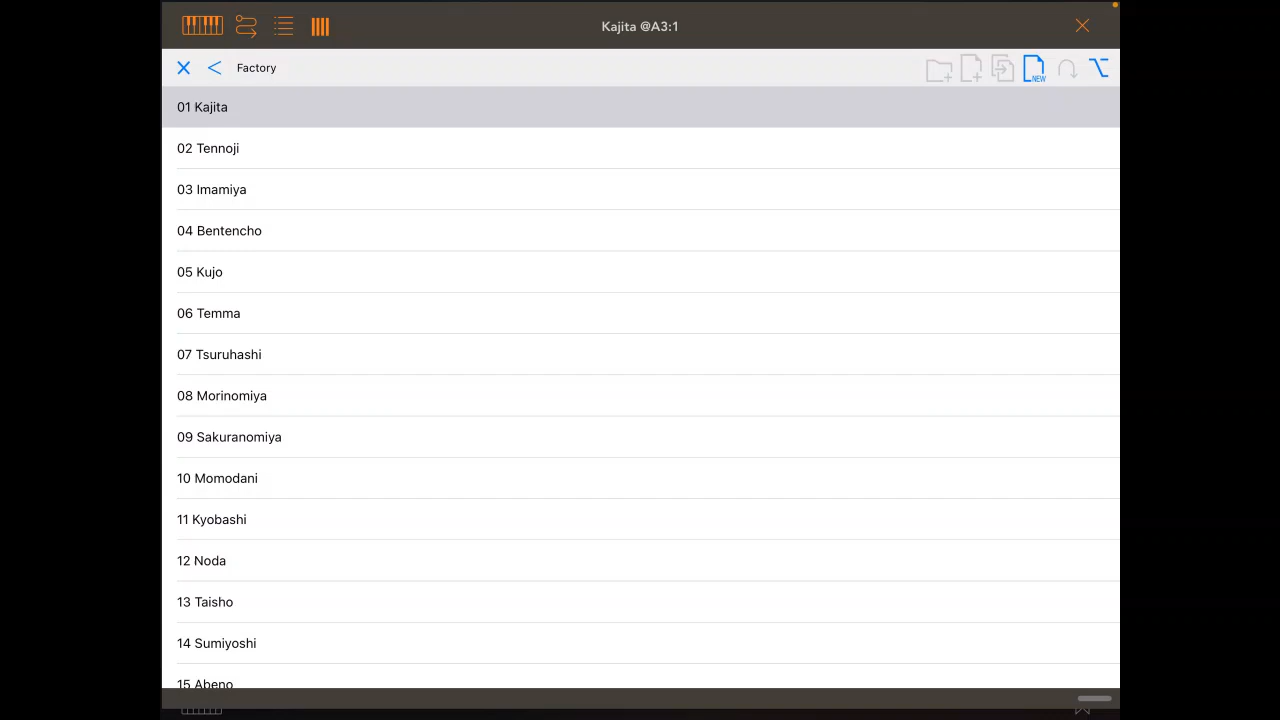 Kajita @A3:1
Factory
NEW
01 Kajita
02 Tennoji
03 Imamiya
04 Bentencho
05 Kujo
06 Temma
07 Tsuruhashi
08 Morinomiya
09 Sakuranomiya
10 Momodani
11 Kyobashi
12 Noda
13 Taisho
14 Sumiyoshi
15 Abeno